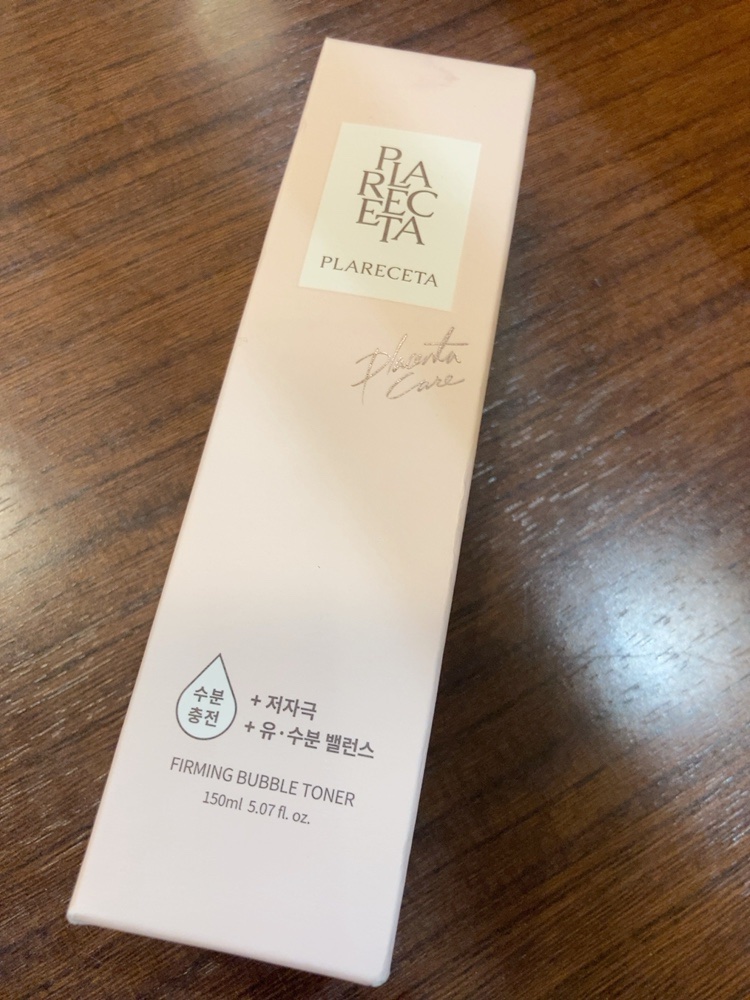 PLA
REC
ETA
PLARECETA
Placenta
Care
수분
충전
+ 저자극
+ 유·수분 밸런스
FIRMING BUBBLE TONER
150ml 5.07 fl. oz.